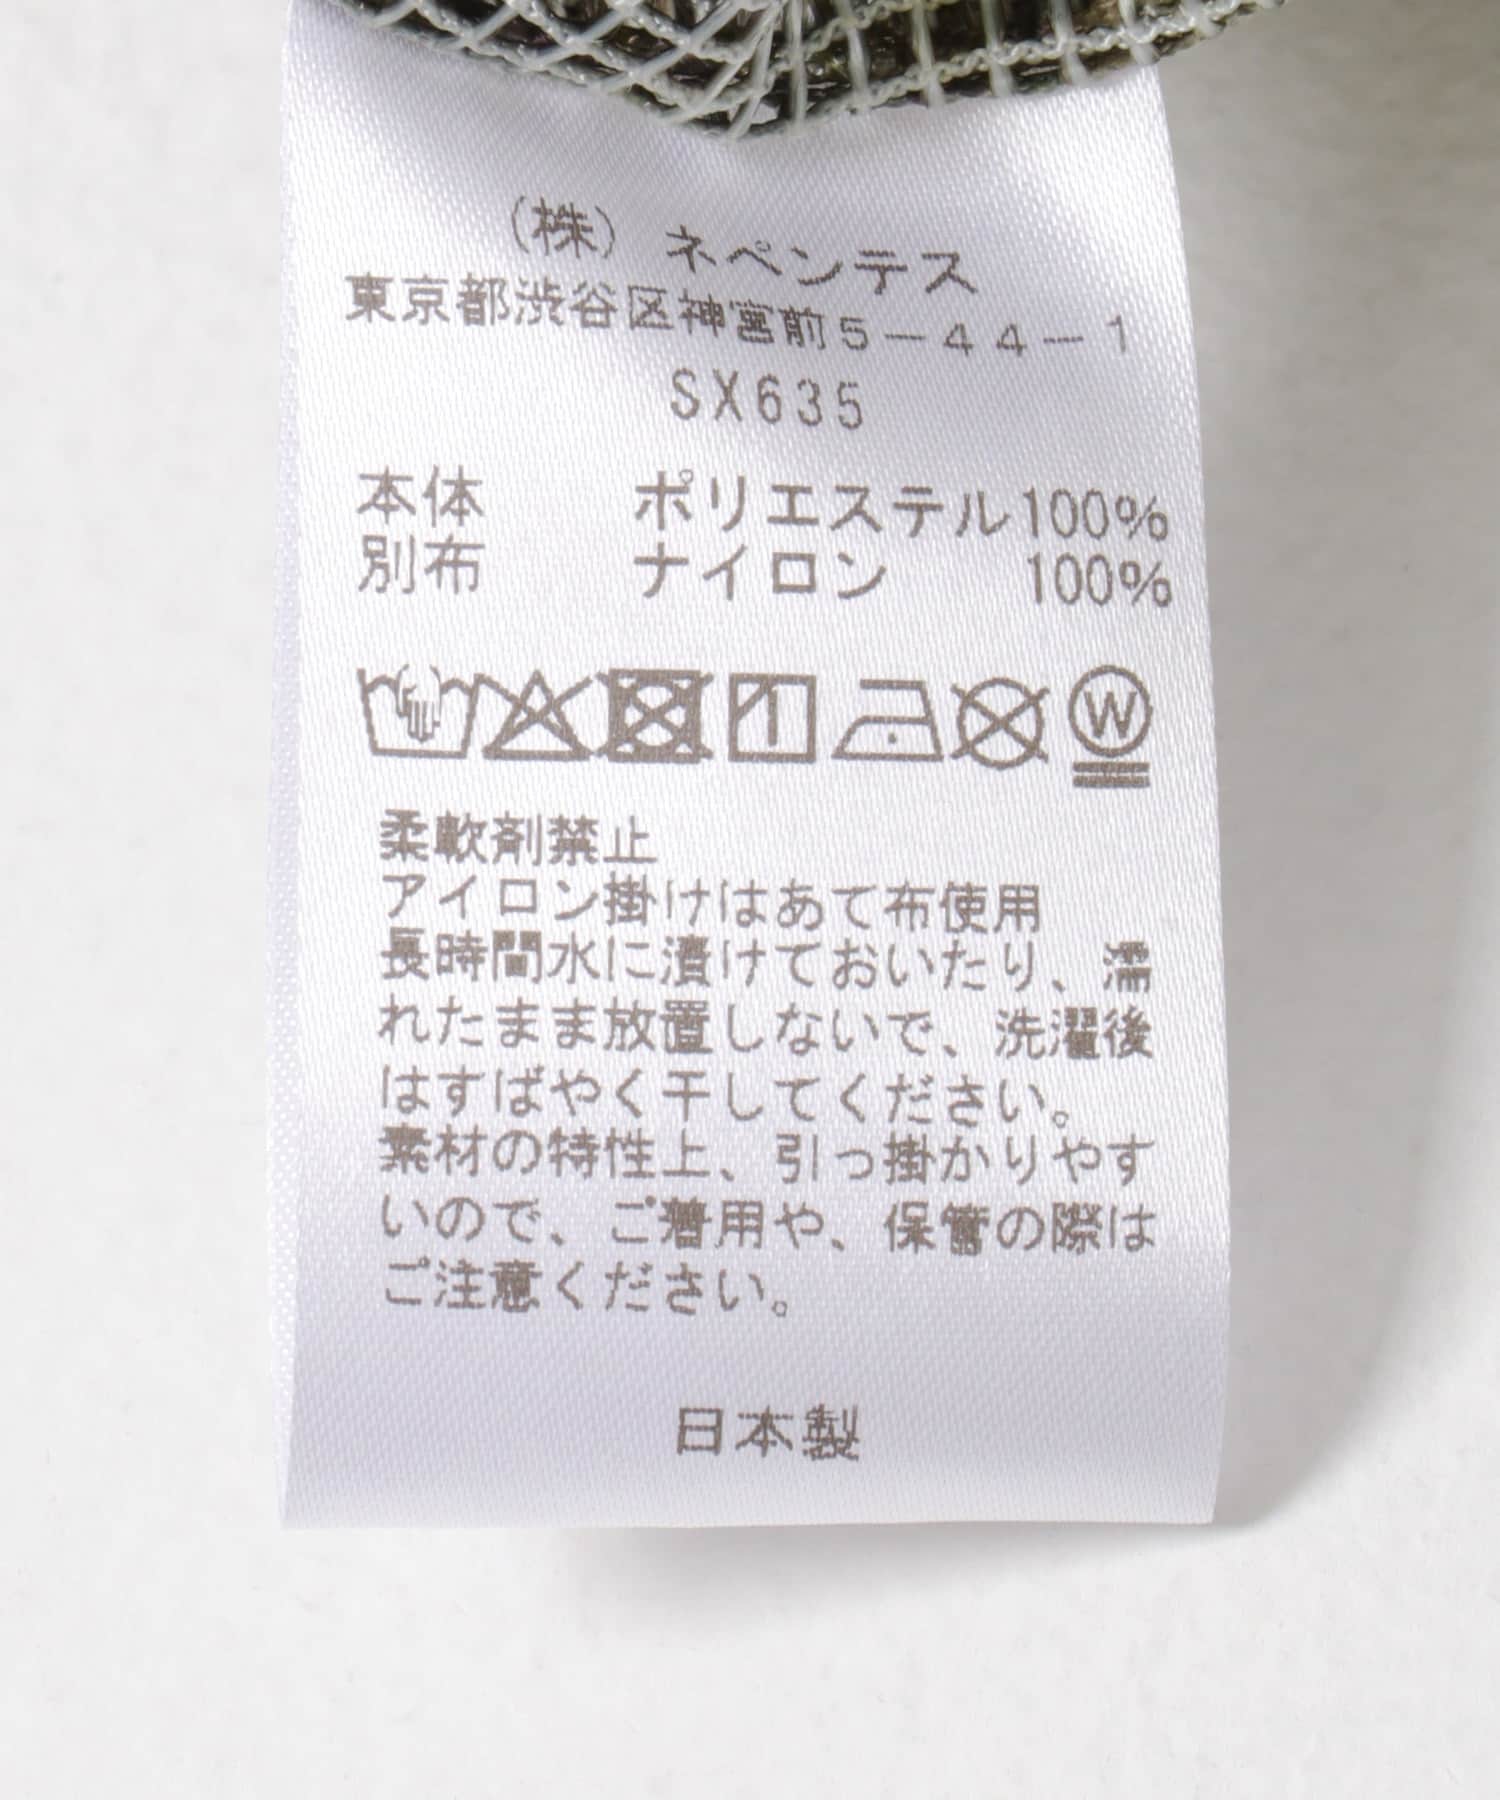 （株）ネペンテス
東京都渋谷区神宮前5－44－1
SX635
本体 ポリエステル100%
別布 ナイロン 100%
W
柔軟剤禁止
アイロン掛けはあて布使用
長時間水に漬けておいたり、濡
れたまま放置しないで、洗濯後
はすばやく干してください。
素材の特性上、引っ掛かりやす
いので、ご着用や、保管の際は
ご注意ください。
日本製